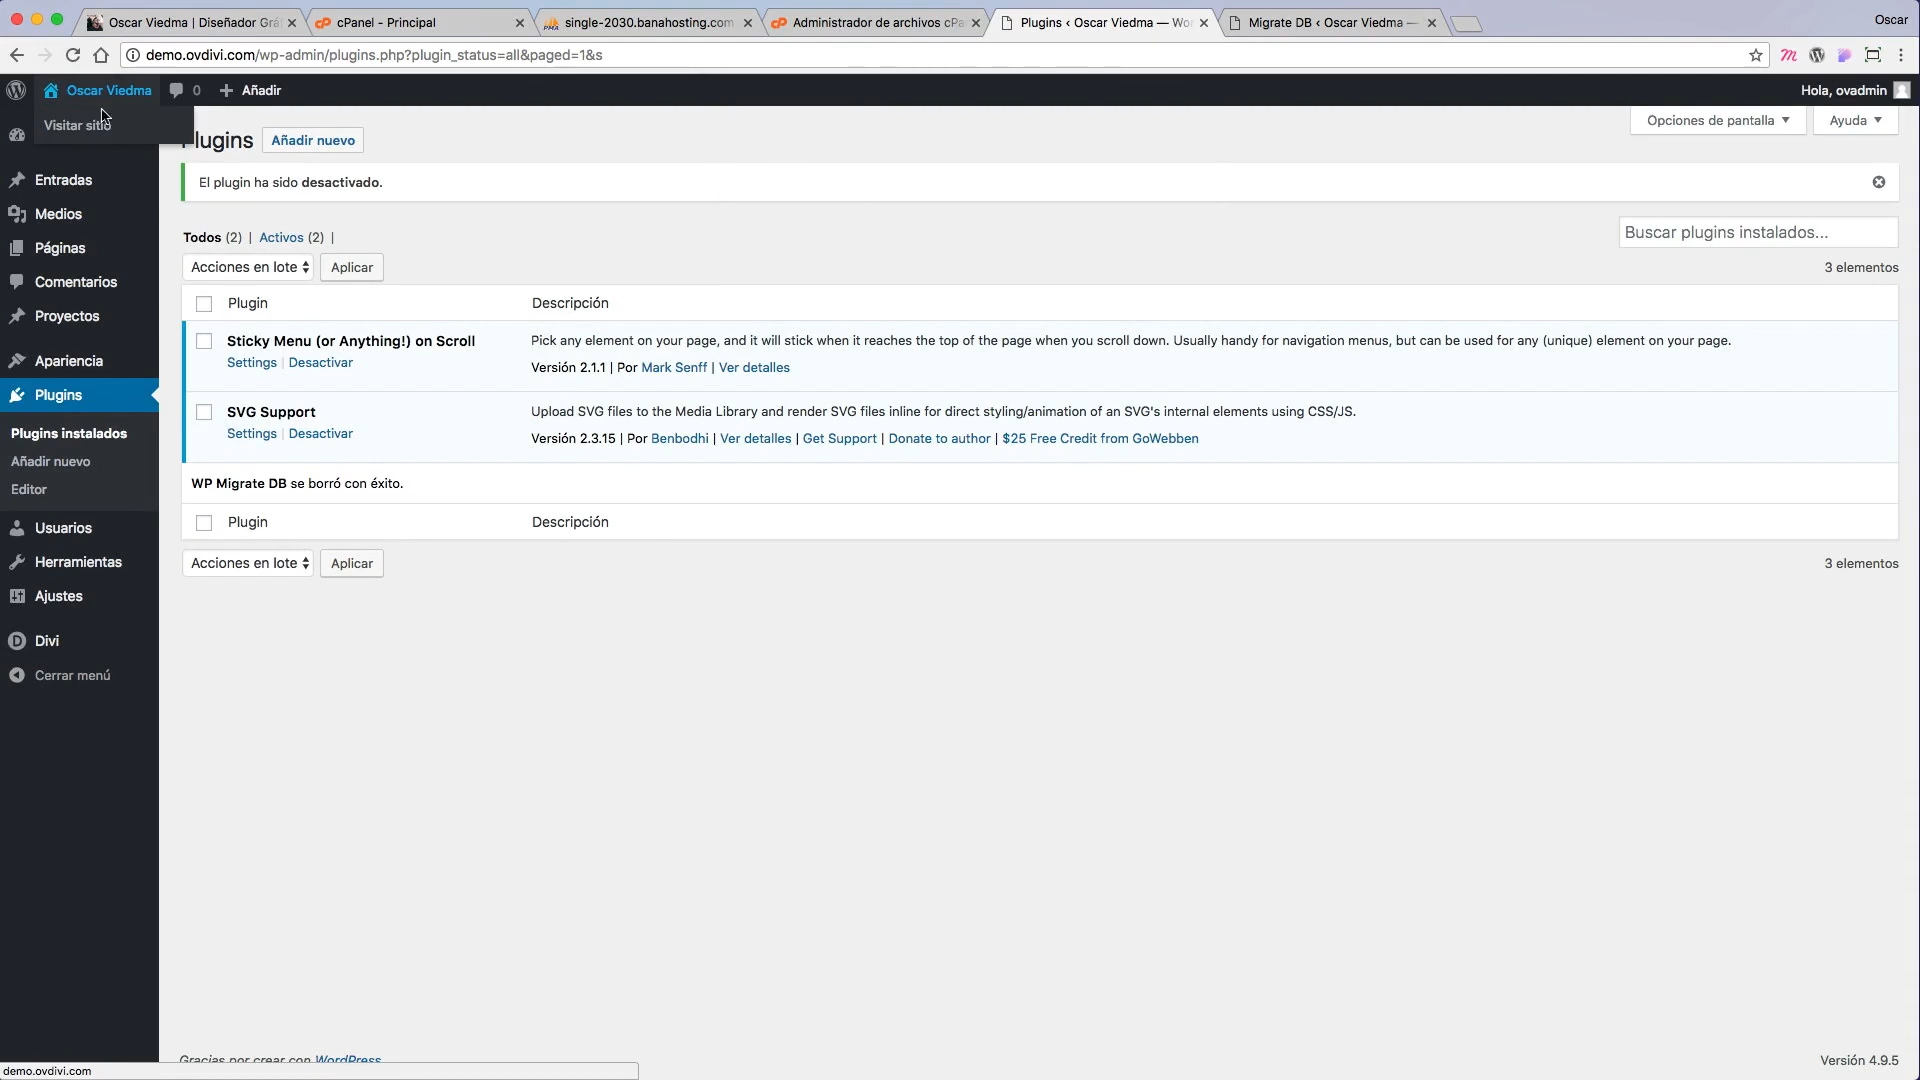 Oscar Viedma | Diseñador Grá
cPanel - Principal
single-2030.banahosting.com
Administrador de archivos cPa
Plugins ‹ Oscar Viedma — Wor
Migrate DB ‹ Oscar Viedma —
Oscar
demo.ovdivi.com/wp-admin/plugins.php?plugin_status=all&paged=1&s
Oscar Viedma
0
Añadir
Hola, ovadmin
Visitar sitio
Plugins
Añadir nuevo
Opciones de pantalla
Ayuda
El plugin ha sido desactivado.
Entradas
Medios
Páginas
Comentarios
Proyectos
Apariencia
Plugins
Plugins instalados
Añadir nuevo
Editor
Usuarios
Herramientas
Ajustes
Divi
Cerrar menú
Todos (2) | Activos (2) |
Buscar plugins instalados...
Acciones en lote
Aplicar
3 elementos
Plugin
Descripción
Sticky Menu (or Anything!) on Scroll
Pick any element on your page, and it will stick when it reaches the top of the page when you scroll down. Usually handy for navigation menus, but can be used for any (unique) element on your page.
Settings | Desactivar
Versión 2.1.1 | Por Mark Senff | Ver detalles
SVG Support
Upload SVG files to the Media Library and render SVG files inline for direct styling/animation of an SVG's internal elements using CSS/JS.
Settings | Desactivar
Versión 2.3.15 | Por Benbodhi | Ver detalles | Get Support | Donate to author | $25 Free Credit from GoWebben
WP Migrate DB se borró con éxito.
Plugin
Descripción
Acciones en lote
Aplicar
3 elementos
Gracias por crear con WordPress
Versión 4.9.5
demo.ovdivi.com